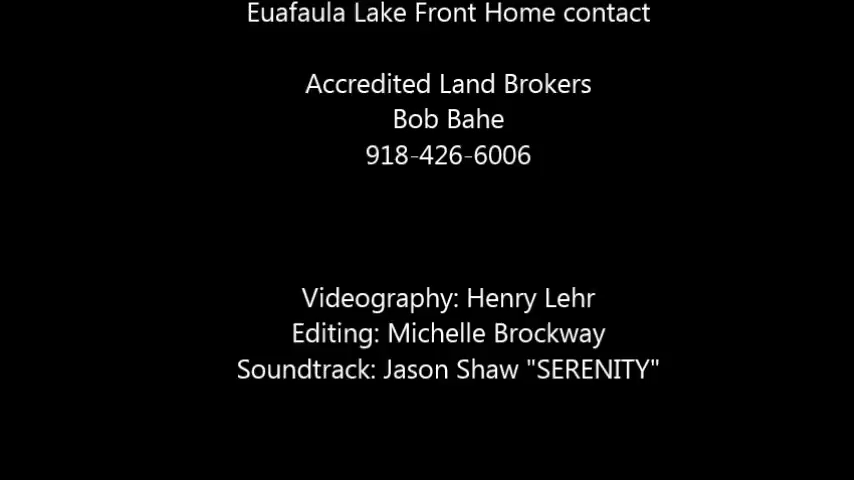 Euafaula Lake Front Home contact
Accredited Land Brokers
Bob Bahe
918-426-6006
Videography: Henry Lehr
Editing: Michelle Brockway
Soundtrack: Jason Shaw "SERENITY"